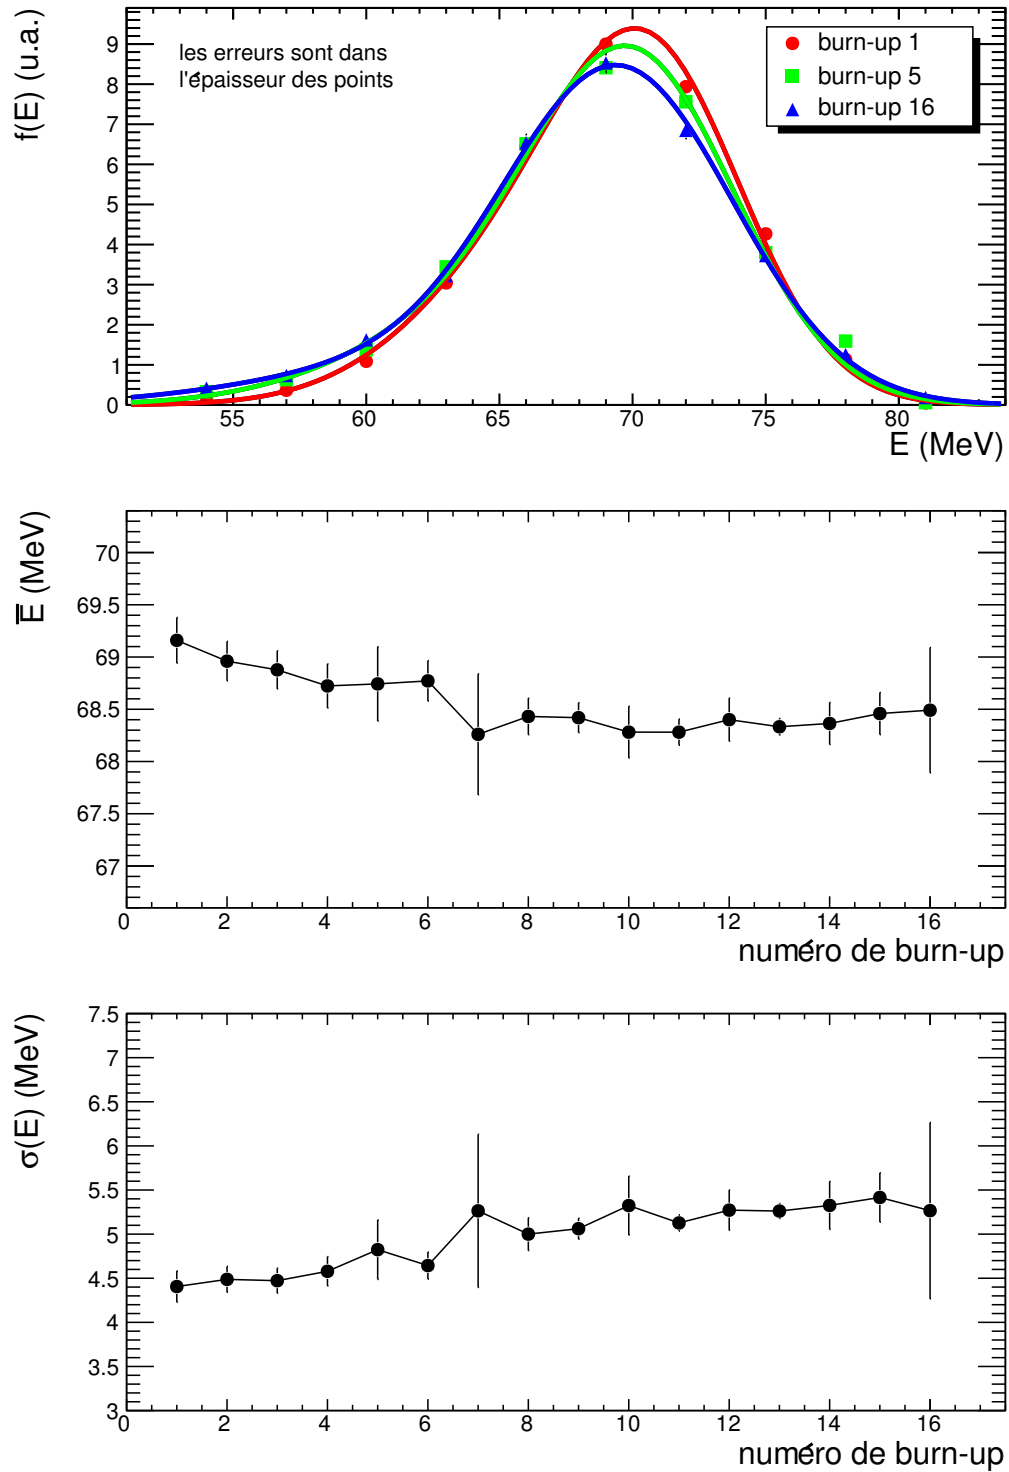 f(E) (u.a.)
9
8
7
6
5
4
3
2
1
0
les erreurs sont dans
l'épaisseur des points
burn-up 1
burn-up 5
burn-up 16
55 60 65 70 75 80
E (MeV)
E̅ (MeV)
70
69.5
69
68.5
68
67.5
67
0 2 4 6 8 10 12 14 16
numéro de burn-up
σ(E) (MeV)
7.5
7
6.5
6
5.5
5
4.5
4
3.5
3
0 2 4 6 8 10 12 14 16
numéro de burn-up